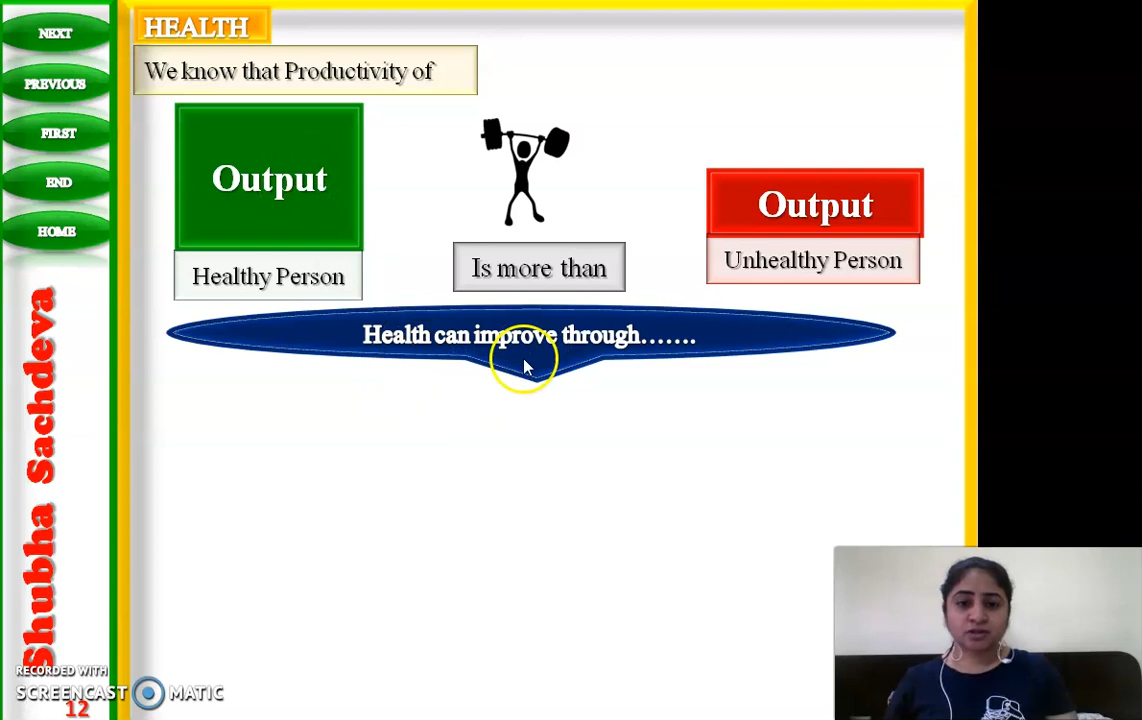 NEXT
PREVIOUS
FIRST
END
HOME
Shubha Sachdeva
RECORDED WITH
SCREENCAST MATIC
12
HEALTH
We know that Productivity of
Output
Healthy Person
Is more than
Output
Unhealthy Person
Health can improve through…….